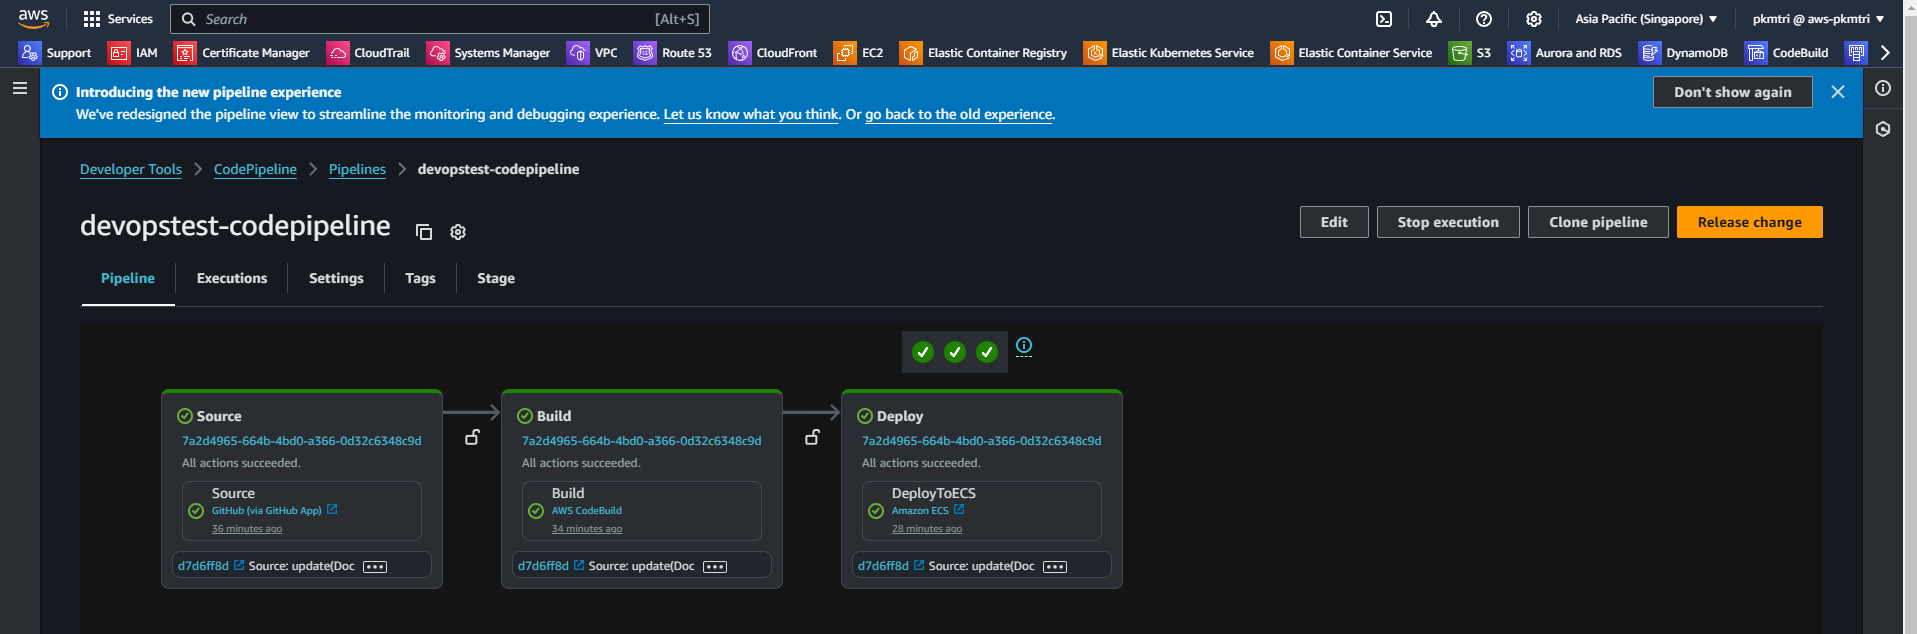 aws Services Search [Alt+S] Asia Pacific (Singapore) pkmtri @ aws-pkmtri
Support IAM Certificate Manager CloudTrail Systems Manager VPC Route 53 CloudFront EC2 Elastic Container Registry Elastic Kubernetes Service Elastic Container Service S3 Aurora and RDS DynamoDB CodeBuild
Introducing the new pipeline experience
We've redesigned the pipeline view to streamline the monitoring and debugging experience. Let us know what you think. Or go back to the old experience.
Don't show again
Developer Tools > CodePipeline > Pipelines > devopstest-codepipeline
devopstest-codepipeline
Edit Stop execution Clone pipeline Release change
Pipeline Executions Settings Tags Stage
Source
7a2d4965-664b-4bd0-a366-0d32c6348c9d
All actions succeeded.
Source
GitHub (via GitHub App)
36 minutes ago
d7d6ff8d Source: update(Doc
Build
7a2d4965-664b-4bd0-a366-0d32c6348c9d
All actions succeeded.
Build
AWS CodeBuild
34 minutes ago
d7d6ff8d Source: update(Doc
Deploy
7a2d4965-664b-4bd0-a366-0d32c6348c9d
All actions succeeded.
DeployToECS
Amazon ECS
28 minutes ago
d7d6ff8d Source: update(Doc